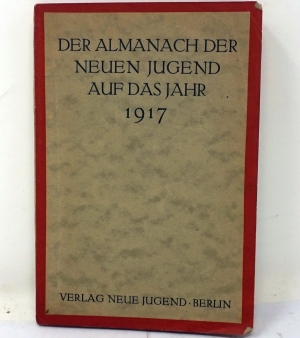 DER ALMANACH DER
NEUEN JUGEND
AUF DAS JAHR
1917
VERLAG NEUE JUGEND · BERLIN